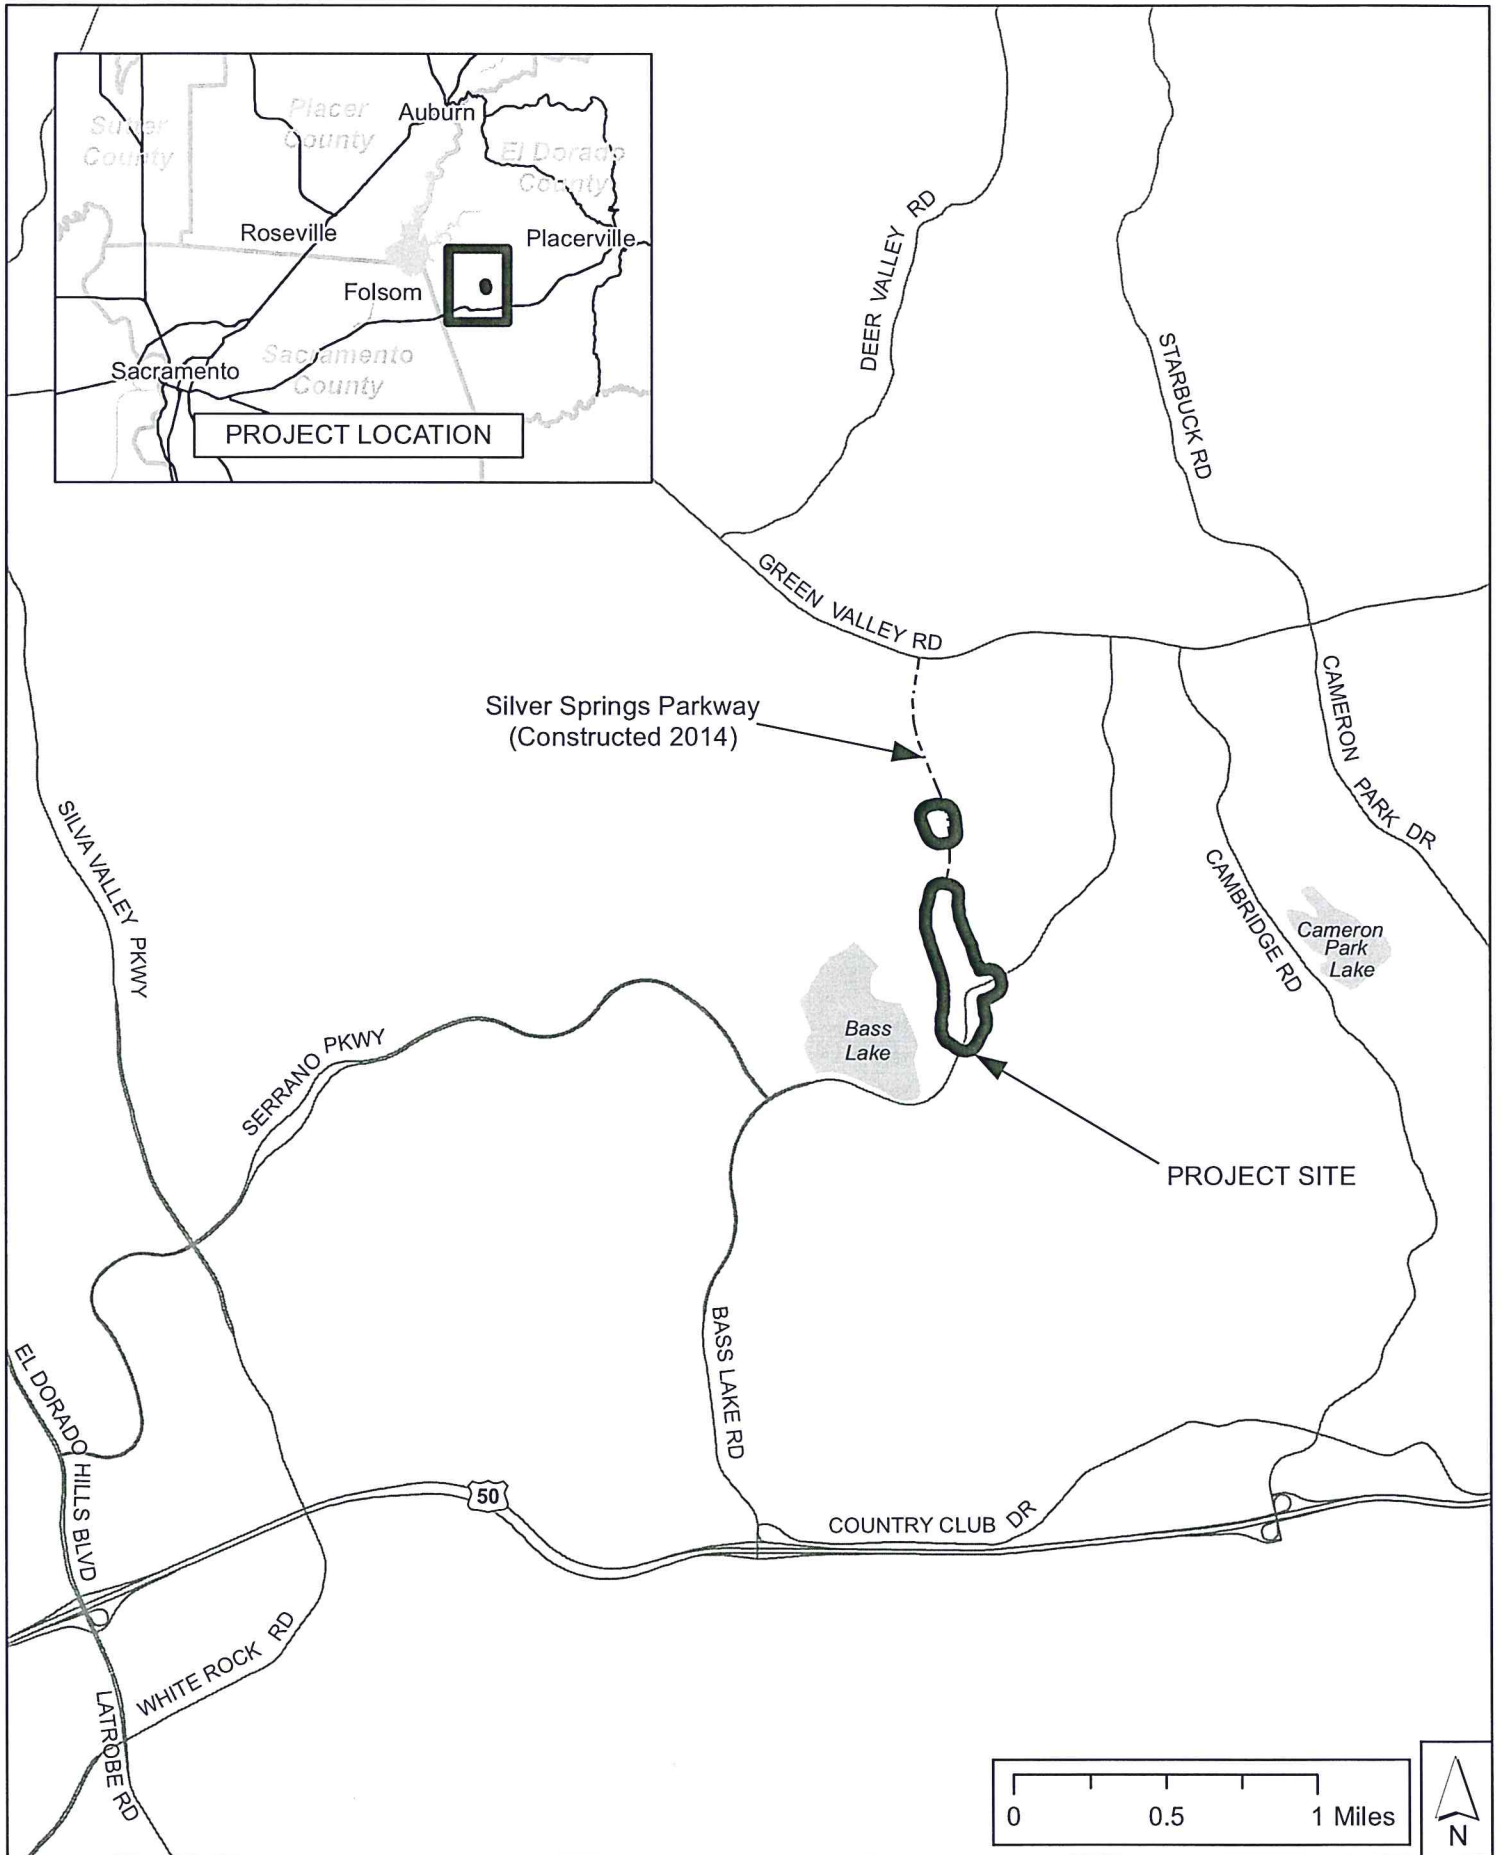 Sutter
County
Placer
County
Auburn
El Dorado
County
Roseville
Placerville
Folsom
Sacramento
Sacramento
County
PROJECT LOCATION
DEER VALLEY RD
STARBUCK RD
GREEN VALLEY RD
Silver Springs Parkway
(Constructed 2014)
CAMERON PARK DR
SILVA VALLEY PKWY
CAMBRIDGE RD
Cameron
Park
Lake
Bass
Lake
SERRANO PKWY
PROJECT SITE
BASS LAKE RD
EL DORADO HILLS BLVD
50
COUNTRY CLUB DR
WHITE ROCK RD
LATROBE RD
0 0.5 1 Miles
N